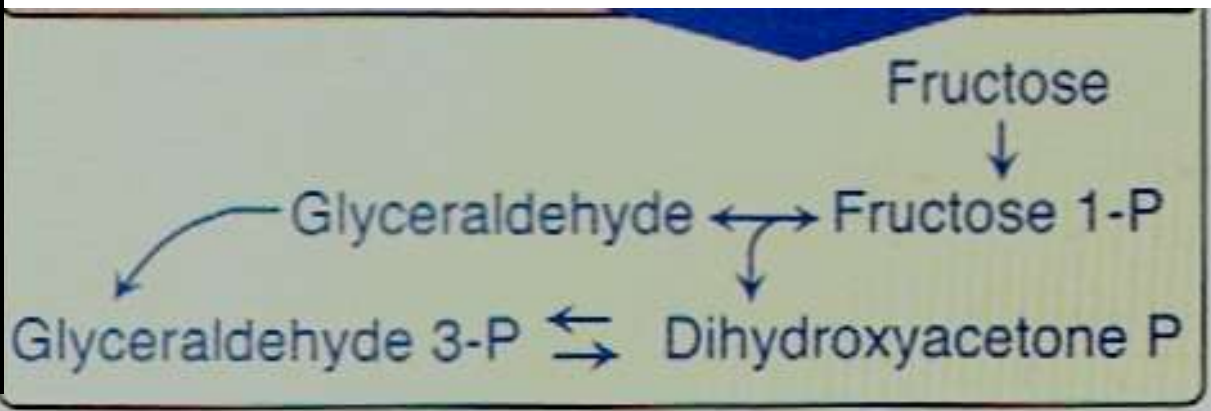 Fructose
Glyceraldehyde Fructose 1-P
Glyceraldehyde 3-P Dihydroxyacetone P